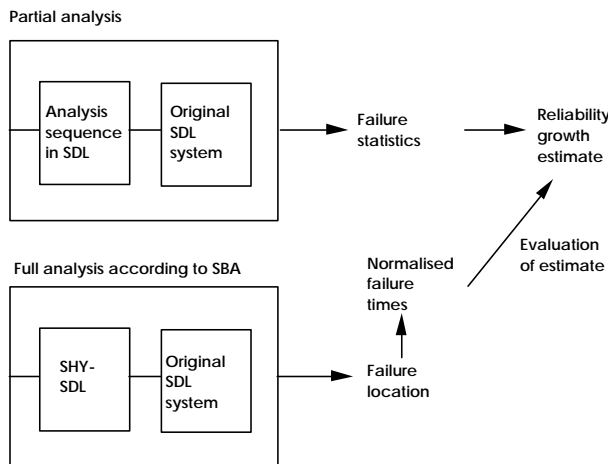 Partial analysis
Analysis
sequence
in SDL
Original
SDL
system
Failure
statistics
Reliability
growth
estimate
Full analysis according to SBA
SHY-
SDL
Original
SDL
system
Failure
location
Normalised
failure
times
Evaluation
of estimate